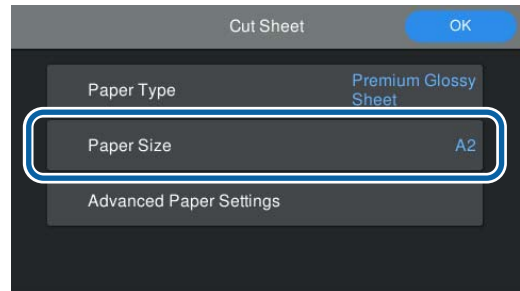 Cut Sheet
OK
Paper Type
Premium Glossy
Sheet
Paper Size
A2
Advanced Paper Settings